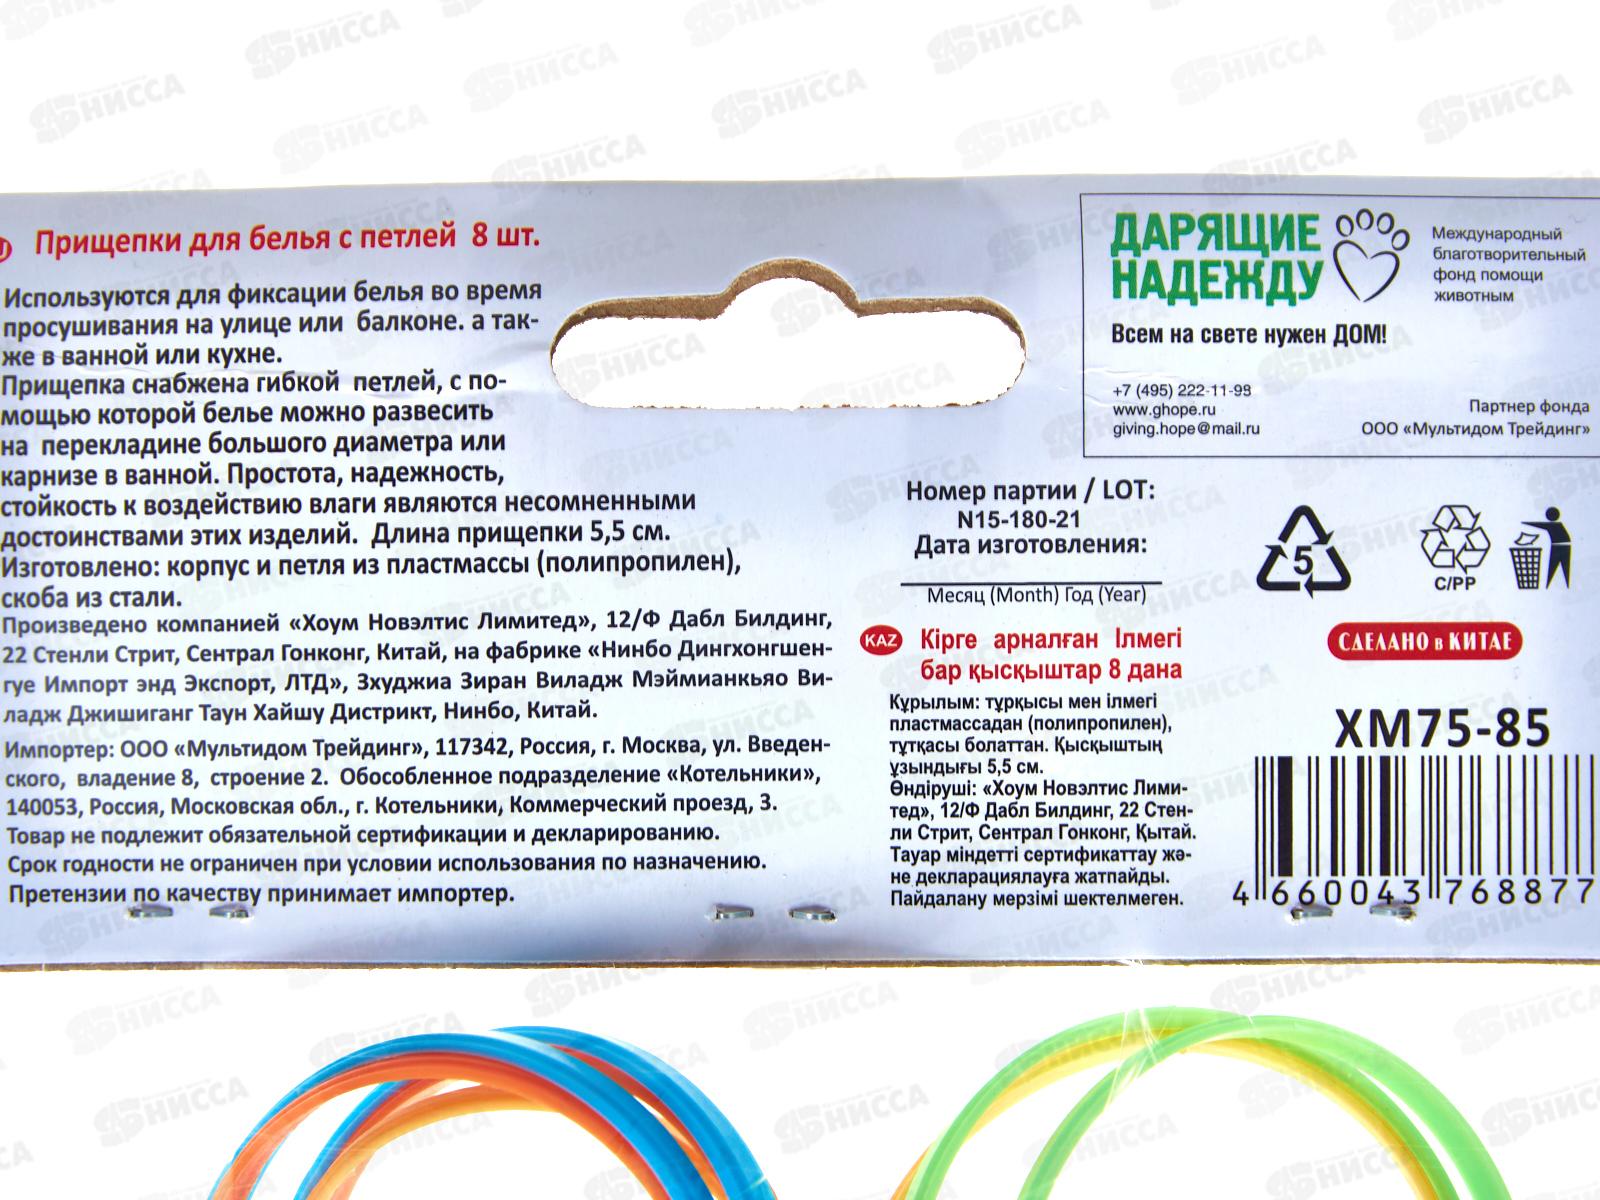 Прищепки для белья с петлей 8 шт.
Используются для фиксации белья во время
просушивания на улице или балконе. а так-
же в ванной или кухне.
Прищепка снабжена гибкой петлей, с по-
мощью которой белье можно развесить
на перекладине большого диаметра или
карнизе в ванной. Простота, надежность,
стойкость к воздействию влаги являются несомненными
достоинствами этих изделий. Длина прищепки 5,5 см.
Изготовлено: корпус и петля из пластмассы (полипропилен),
скоба из стали.
Произведено компанией «Хоум Новэлтис Лимитед», 12/Ф Дабл Билдинг,
22 Стенли Стрит, Сентрал Гонконг, Китай, на фабрике «Нинбо Дингхонгшен-
гуе Импорт энд Экспорт, ЛТД», Зхуджиа Зиран Виладж Мэймианкьяо Ви-
ладж Джишиганг Таун Хайшу Дистрикт, Нинбо, Китай.
Импортер: ООО «Мультидом Трейдинг», 117342, Россия, г. Москва, ул. Введен-
ского, владение 8, строение 2. Обособленное подразделение «Котельники»,
140053, Россия, Московская обл., г. Котельники, Коммерческий проезд, 3.
Товар не подлежит обязательной сертификации и декларированию.
Срок годности не ограничен при условии использования по назначению.
Претензии по качеству принимает импортер.
ДАРЯЩИЕ
НАДЕЖДУ
Международный
благотворительный
фонд помощи
животным
Всем на свете нужен ДОМ!
+7 (495) 222-11-98
www.ghope.ru
giving.hope@mail.ru
Партнер фонда
ООО «Мультидом Трейдинг»
Номер партии / LOT:
N15-180-21
Дата изготовления:
Месяц (Month) Год (Year)
5
C/PP
KAZ
Кірге арналған Ілмегі
бар қысқыштар 8 дана
Құрылым: тұрқысы мен ілмегі
пластмассадан (полипропилен),
тұтқасы болаттан. Қысқыштың
ұзындығы 5,5 см.
Өндіруші: «Хоум Новэлтис Лими-
тед», 12/Ф Дабл Билдинг, 22 Стен-
ли Стрит, Сентрал Гонконг, Қытай.
Тауар міндетті сертификаттау жә-
не декларациялауға жатпайды.
Пайдалану мерзімі шектелмеген.
СДЕЛАНО в КИТАЕ
ХМ75-85
4 660043 768877
НИССА